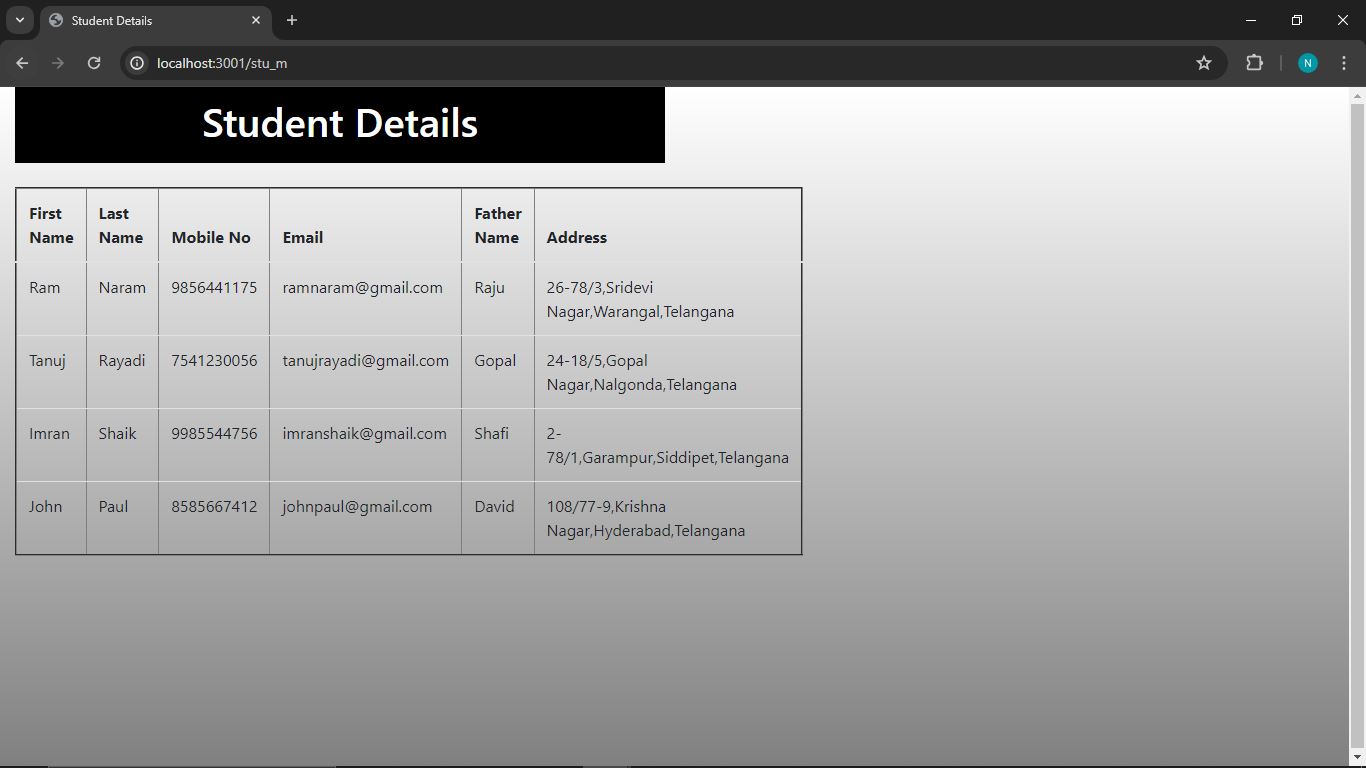 Student Details
localhost:3001/stu_m
N
Student Details
First Name Last Name Mobile No Email Father Name Address
Ram Naram 9856441175 ramnaram@gmail.com Raju 26-78/3,Sridevi
Nagar,Warangal,Telangana
Tanuj Rayadi 7541230056 tanujrayadi@gmail.com Gopal 24-18/5,Gopal
Nagar,Nalgonda,Telangana
Imran Shaik 9985544756 imranshaik@gmail.com Shafi 2-
78/1,Garampur,Siddipet,Telangana
John Paul 8585667412 johnpaul@gmail.com David 108/77-9,Krishna
Nagar,Hyderabad,Telangana